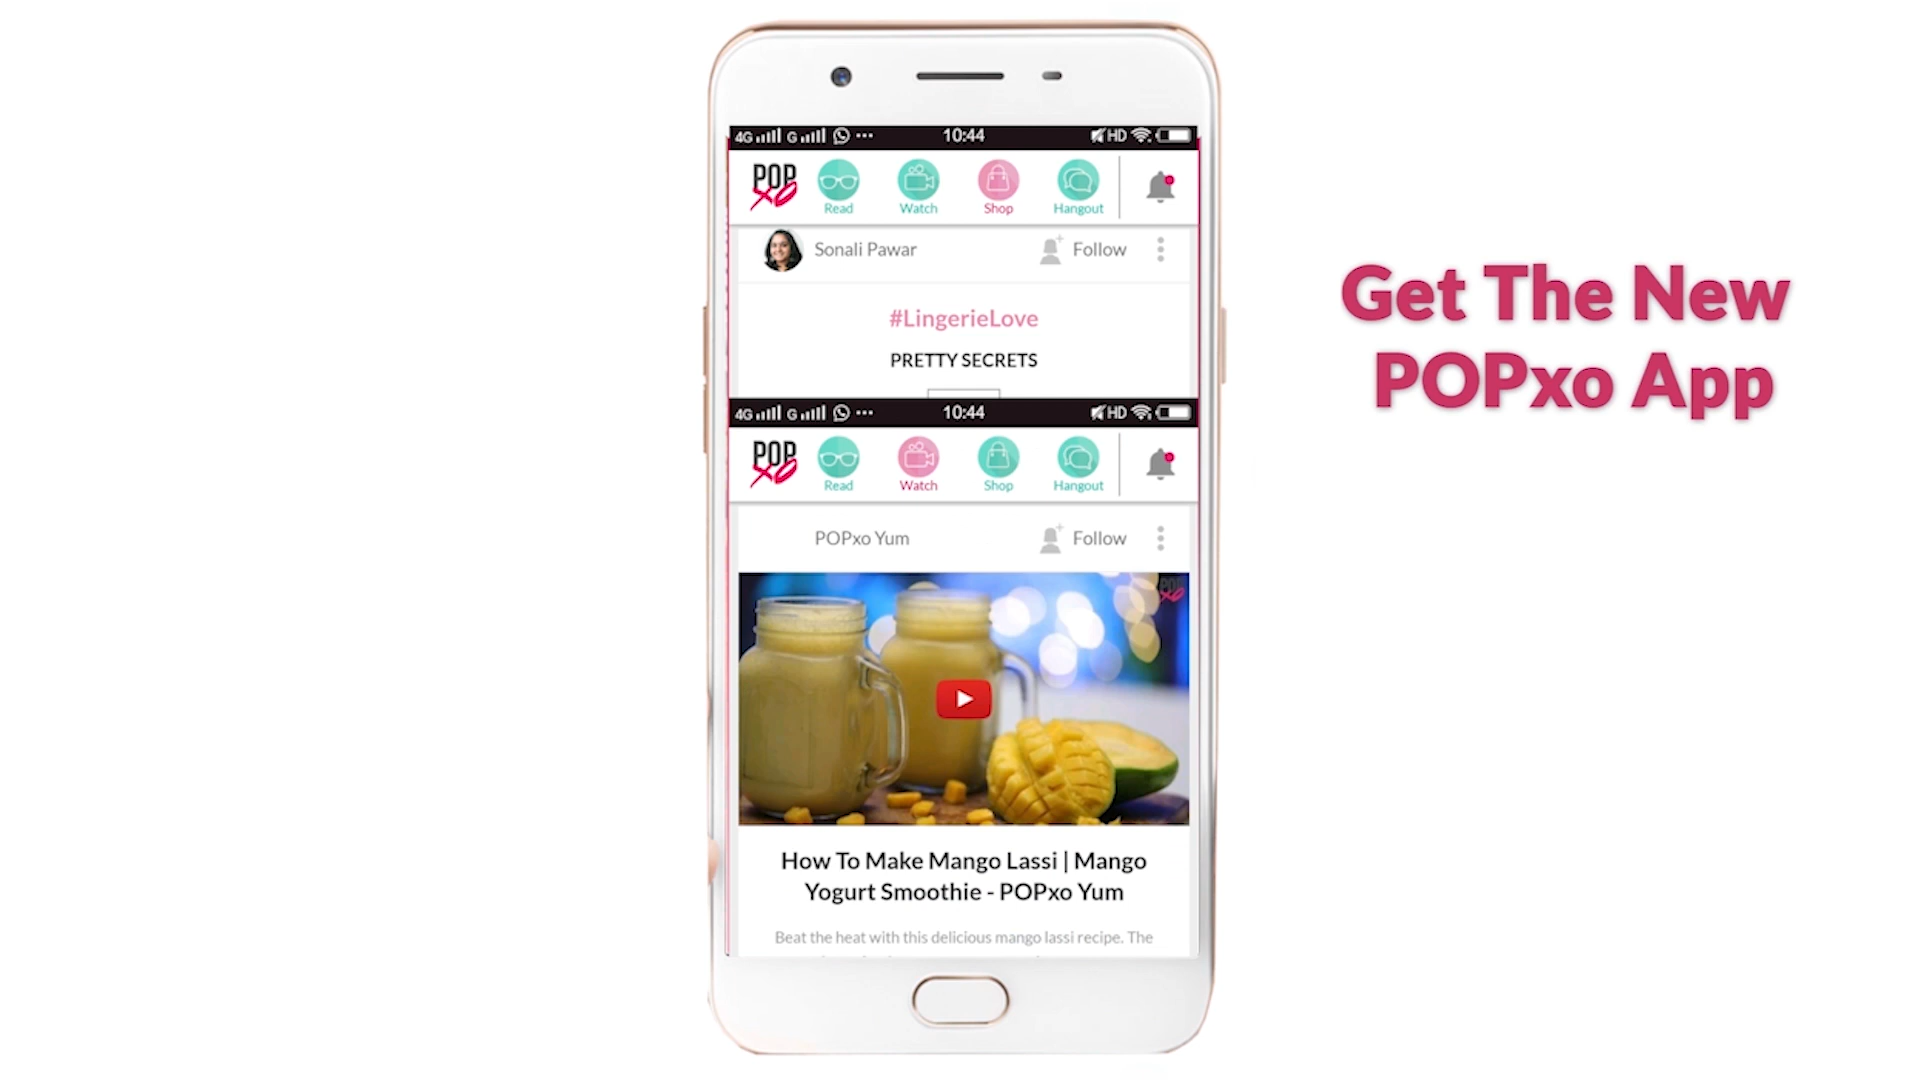 4G G 10:44 HD
POP
xo
Read Watch Shop Hangout
Sonali Pawar Follow
#LingerieLove
PRETTY SECRETS
4G G 10:44 HD
POP
xo
Read Watch Shop Hangout
POPxo Yum Follow
POP
xo
How To Make Mango Lassi | Mango
Yogurt Smoothie - POPxo Yum
Beat the heat with this delicious mango lassi recipe. The
Get The New
POPxo App